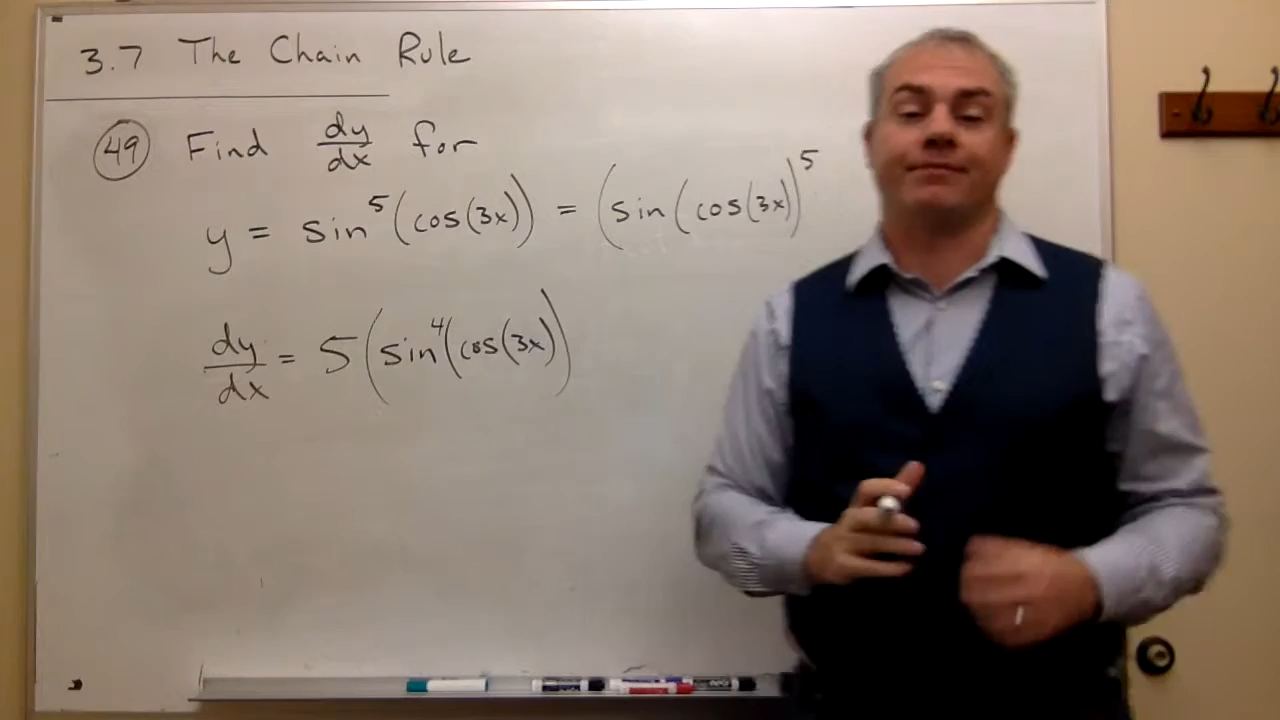 3.7 The Chain Rule
49 Find dy/dx for
y = sin^5(cos(3x)) = (sin(cos(3x))^5
dy/dx = 5(sin^4(cos(3x))